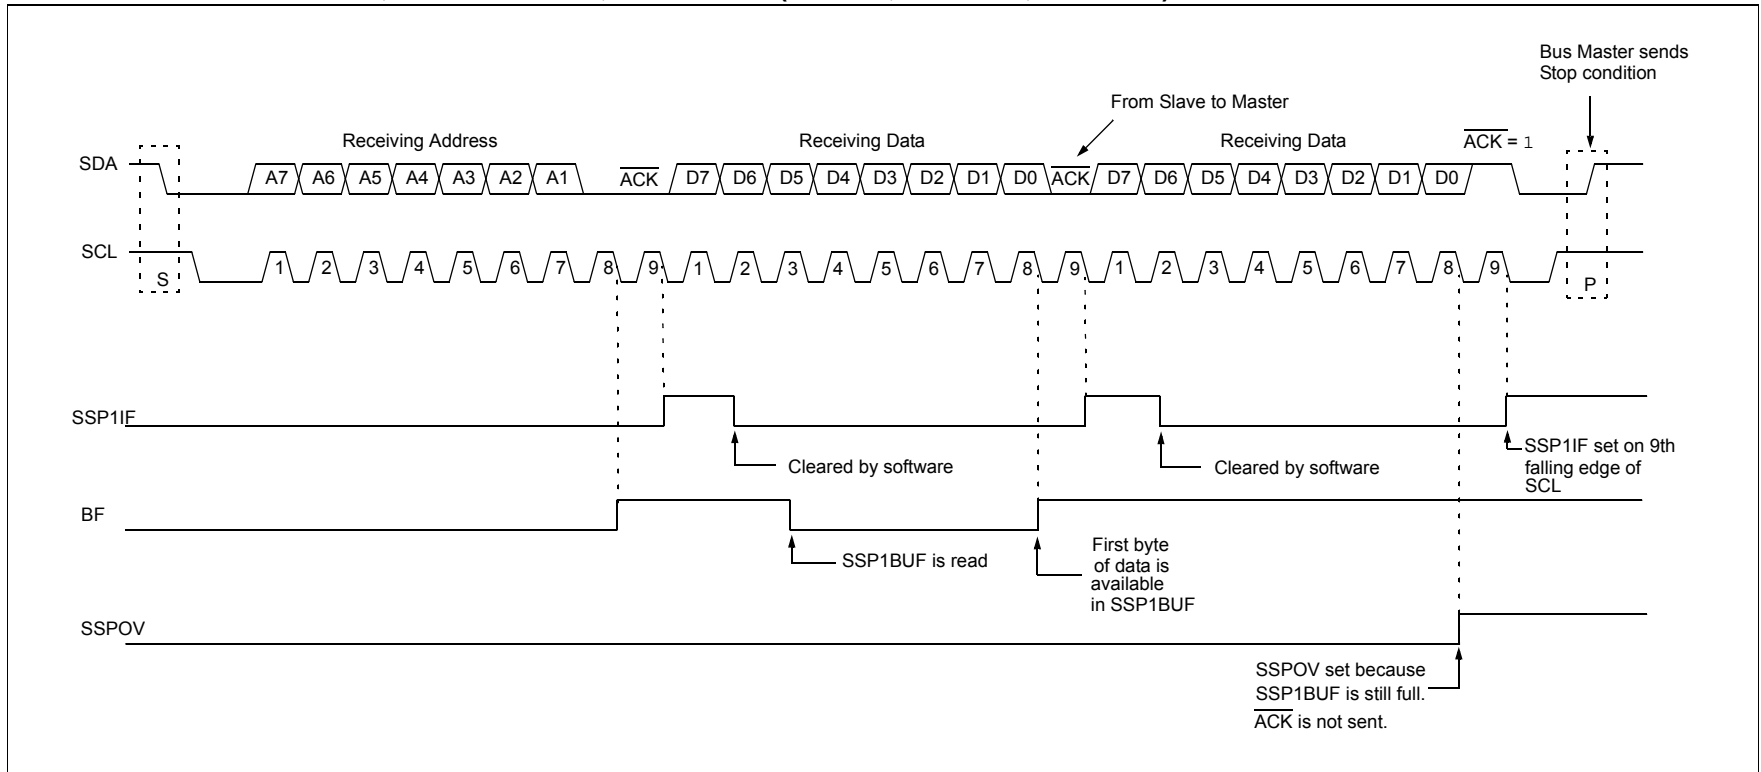 Bus Master sends
Stop condition
From Slave to Master
Receiving Address
Receiving Data
Receiving Data
ACK = 1
SDA
A7 A6 A5 A4 A3 A2 A1 ACK D7 D6 D5 D4 D3 D2 D1 D0 ACK D7 D6 D5 D4 D3 D2 D1 D0
SCL
S
1 2 3 4 5 6 7 8 9 1 2 3 4 5 6 7 8 9 1 2 3 4 5 6 7 8 9
P
SSP1IF
Cleared by software
Cleared by software
SSP1IF set on 9th
falling edge of
SCL
BF
SSP1BUF is read
First byte
of data is
available
in SSP1BUF
SSPOV
SSPOV set because
SSP1BUF is still full.
ACK is not sent.